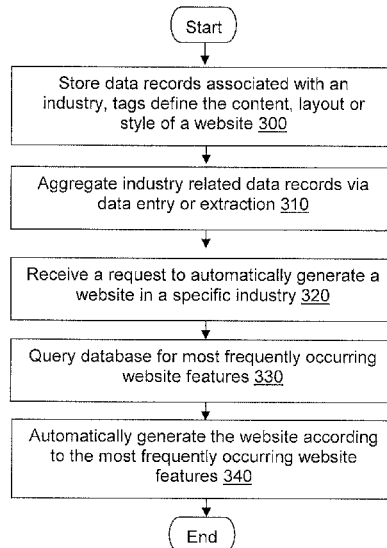 Start
Store data records associated with an
industry, tags define the content, layout or
style of a website 300
Aggregate industry related data records via
data entry or extraction 310
Receive a request to automatically generate a
website in a specific industry 320
Query database for most frequently occurring
website features 330
Automatically generate the website according
to the most frequently occurring website
features 340
End